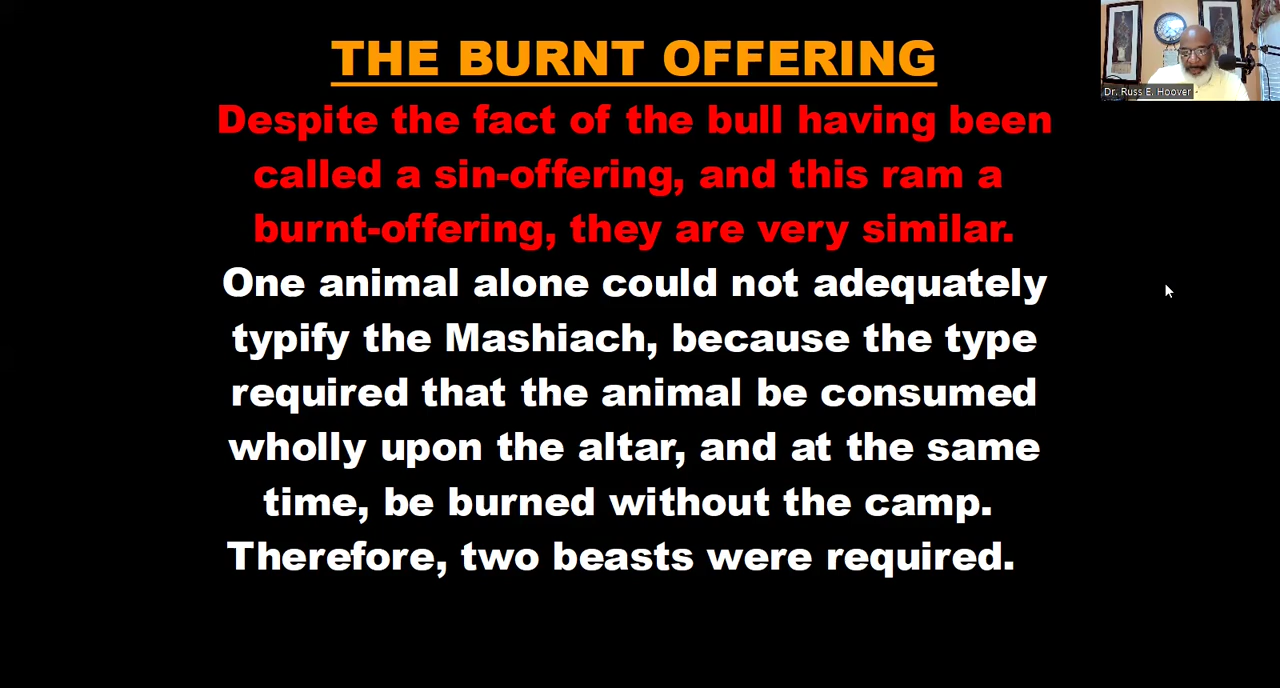 THE BURNT OFFERING
Dr. Russ E. Hoover
Despite the fact of the bull having been
called a sin-offering, and this ram a
burnt-offering, they are very similar.
One animal alone could not adequately
typify the Mashiach, because the type
required that the animal be consumed
wholly upon the altar, and at the same
time, be burned without the camp.
Therefore, two beasts were required.